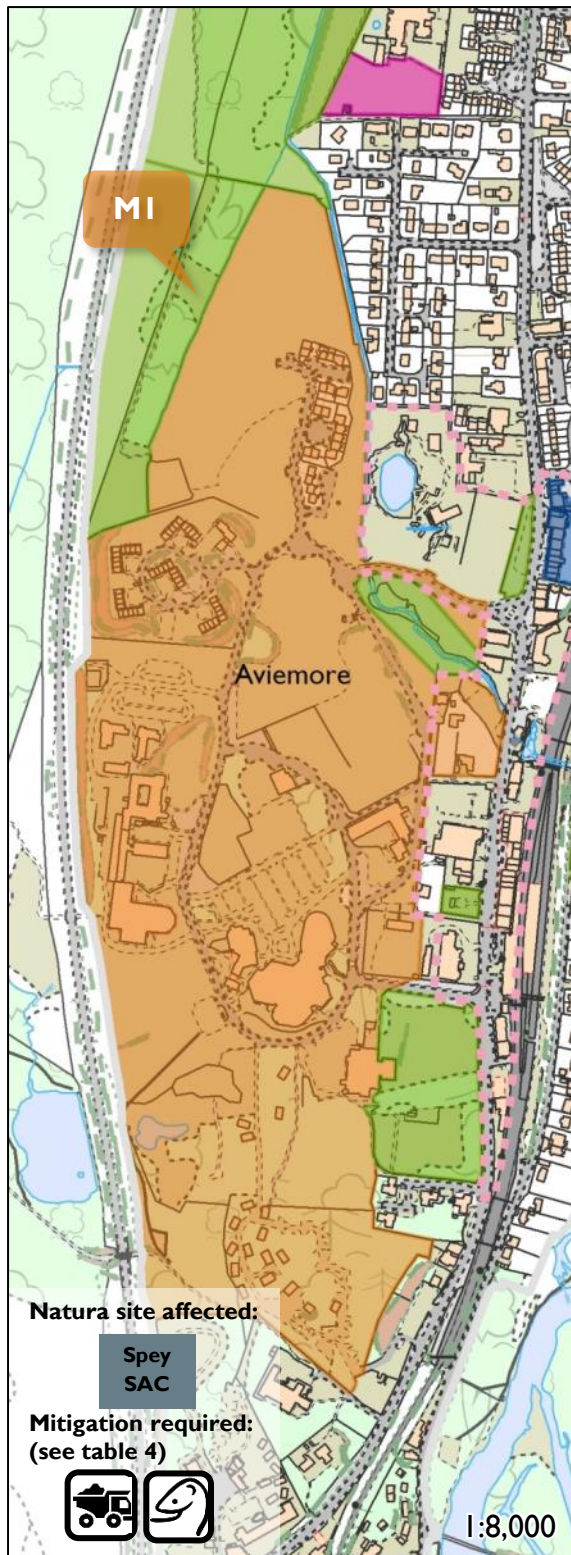 M1
Aviemore
Natura site affected:
Spey
SAC
Mitigation required:
(see table 4)
1:8,000